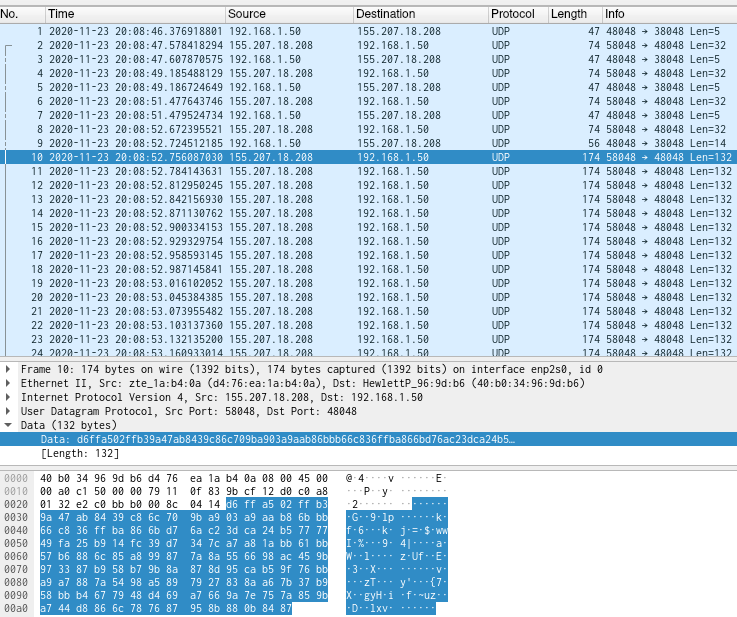 No. Time Source Destination Protocol Length Info
1 2020-11-23 20:08:46.376918801 192.168.1.50 155.207.18.208 UDP 47 48048 → 38048 Len=5
2 2020-11-23 20:08:47.578418294 155.207.18.208 192.168.1.50 UDP 74 58048 → 48048 Len=32
3 2020-11-23 20:08:47.607870575 192.168.1.50 155.207.18.208 UDP 47 48048 → 38048 Len=5
4 2020-11-23 20:08:49.185488129 155.207.18.208 192.168.1.50 UDP 74 58048 → 48048 Len=32
5 2020-11-23 20:08:49.186724649 192.168.1.50 155.207.18.208 UDP 47 48048 → 38048 Len=5
6 2020-11-23 20:08:51.477643746 155.207.18.208 192.168.1.50 UDP 74 58048 → 48048 Len=32
7 2020-11-23 20:08:51.479524734 192.168.1.50 155.207.18.208 UDP 47 48048 → 38048 Len=5
8 2020-11-23 20:08:52.672395521 155.207.18.208 192.168.1.50 UDP 74 58048 → 48048 Len=32
9 2020-11-23 20:08:52.724512185 192.168.1.50 155.207.18.208 UDP 56 48048 → 38048 Len=14
10 2020-11-23 20:08:52.756087030 155.207.18.208 192.168.1.50 UDP 174 58048 → 48048 Len=132
11 2020-11-23 20:08:52.784143631 155.207.18.208 192.168.1.50 UDP 174 58048 → 48048 Len=132
12 2020-11-23 20:08:52.812950245 155.207.18.208 192.168.1.50 UDP 174 58048 → 48048 Len=132
13 2020-11-23 20:08:52.842156930 155.207.18.208 192.168.1.50 UDP 174 58048 → 48048 Len=132
14 2020-11-23 20:08:52.871130762 155.207.18.208 192.168.1.50 UDP 174 58048 → 48048 Len=132
15 2020-11-23 20:08:52.900334153 155.207.18.208 192.168.1.50 UDP 174 58048 → 48048 Len=132
16 2020-11-23 20:08:52.929329754 155.207.18.208 192.168.1.50 UDP 174 58048 → 48048 Len=132
17 2020-11-23 20:08:52.958593145 155.207.18.208 192.168.1.50 UDP 174 58048 → 48048 Len=132
18 2020-11-23 20:08:52.987145841 155.207.18.208 192.168.1.50 UDP 174 58048 → 48048 Len=132
19 2020-11-23 20:08:53.016102052 155.207.18.208 192.168.1.50 UDP 174 58048 → 48048 Len=132
20 2020-11-23 20:08:53.045384385 155.207.18.208 192.168.1.50 UDP 174 58048 → 48048 Len=132
21 2020-11-23 20:08:53.073955482 155.207.18.208 192.168.1.50 UDP 174 58048 → 48048 Len=132
22 2020-11-23 20:08:53.103137360 155.207.18.208 192.168.1.50 UDP 174 58048 → 48048 Len=132
23 2020-11-23 20:08:53.132135200 155.207.18.208 192.168.1.50 UDP 174 58048 → 48048 Len=132
24 2020-11-23 20:08:53.160933014 155.207.18.208 192.168.1.50 UDP 174 58048 → 48048 Len=132
Frame 10: 174 bytes on wire (1392 bits), 174 bytes captured (1392 bits) on interface enp2s0, id 0
Ethernet II, Src: zte_1a:b4:0a (d4:76:ea:1a:b4:0a), Dst: HewlettP_96:9d:b6 (40:b0:34:96:9d:b6)
Internet Protocol Version 4, Src: 155.207.18.208, Dst: 192.168.1.50
User Datagram Protocol, Src Port: 58048, Dst Port: 48048
Data (132 bytes)
Data: d6ffa502ffb39a47ab8439c86c709ba903a9aab86bbb66c836ffba866bd76ac23dca24b5…
[Length: 132]
0000 40 b0 34 96 9d b6 d4 76 ea 1a b4 0a 08 00 45 00 @·4····v ······E·
0010 00 a0 c1 50 00 00 79 11 0f 83 9b cf 12 d0 c0 a8 ···P··y· ········
0020 01 32 e2 c0 bb b0 00 8c 04 14 d6 ff a5 02 ff b3 ·2······ ········
0030 9a 47 ab 84 39 c8 6c 70 9b a9 03 a9 aa b8 6b bb ·G··9·lp ······k·
0040 66 c8 36 ff ba 86 6b d7 6a c2 3d ca 24 b5 77 77 f·6···k· j·=·$·ww
0050 49 fa 25 b9 14 fc 39 d7 34 7c a7 a8 1a bb 61 bb I·%···9· 4|····a·
0060 57 b6 88 6c 85 a8 99 87 7a 8a 55 66 98 ac 45 9b W··l···· z·Uf··E·
0070 97 33 87 b9 58 b7 9b 8a 87 8d 95 ca b5 9f 76 bb ·3··X··· ······v·
0080 a9 a7 88 7a 54 98 a5 89 79 27 83 8a a6 7b 37 b9 ···zT··· y'···{7·
0090 58 bb b4 67 79 48 d4 69 a7 66 9a 7e 75 7a 85 9b X··gyH·i ·f·~uz··
00a0 a7 44 d8 86 6c 78 76 87 95 8b 88 0b 84 87 ·D··lxv· ······